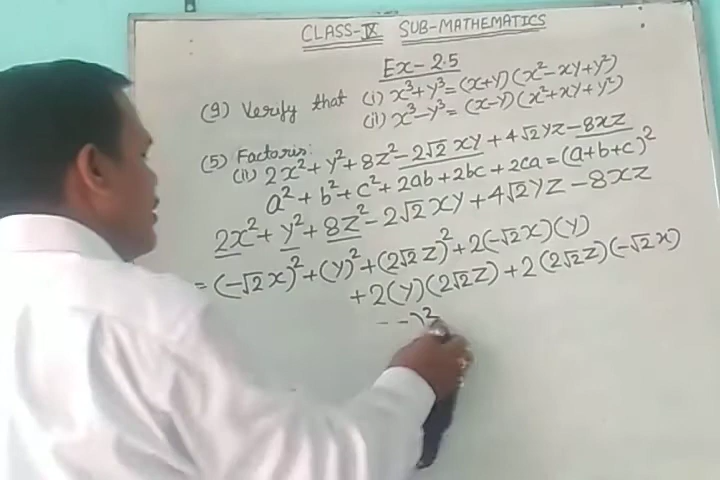 CLASS-IX SUB-MATHEMATICS
Ex-2.5
(9) Verify that (i) x³+y³=(x+y)(x²-xy+y²)
(ii) x³-y³=(x-y)(x²+xy+y²)
(5) Factoris:
(ii) 2x²+y²+8z²-2√2xy+4√2yz-8xz
a²+b²+c²+2ab+2bc+2ca=(a+b+c)²
2x²+y²+8z²-2√2xy+4√2yz-8xz
=(-√2x)²+(y)²+(2√2z)²+2(-√2x)(y)
+2(y)(2√2z)+2(2√2z)(-√2x)
)²